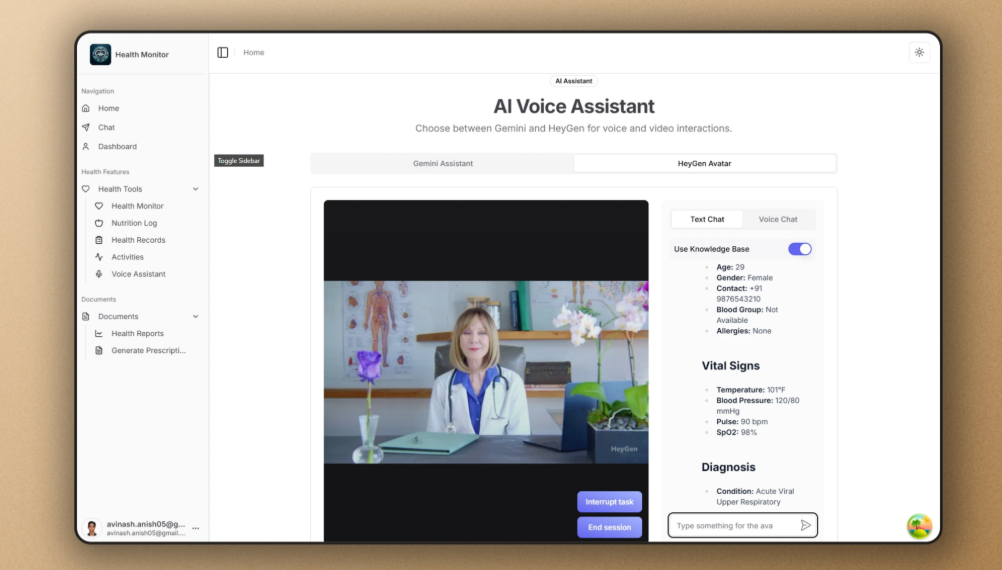 Health Monitor
Home
Navigation
Home
Chat
Dashboard
Health Features
Health Tools
Health Monitor
Nutrition Log
Health Records
Activities
Voice Assistant
Documents
Documents
Health Reports
Generate Prescripti...
avinash.anish05@g...
avinash.anish05@gmail....
...
Toggle Sidebar
AI Assistant
AI Voice Assistant
Choose between Gemini and HeyGen for voice and video interactions.
Gemini Assistant
HeyGen Avatar
HeyGen
Interrupt task
End session
Text Chat
Voice Chat
Use Knowledge Base
Age: 29
Gender: Female
Contact: +91
9876543210
Blood Group: Not
Available
Allergies: None
Vital Signs
Temperature: 101°F
Blood Pressure: 120/80
mmHg
Pulse: 90 bpm
SpO2: 98%
Diagnosis
Condition: Acute Viral
Upper Respiratory
Type something for the ava